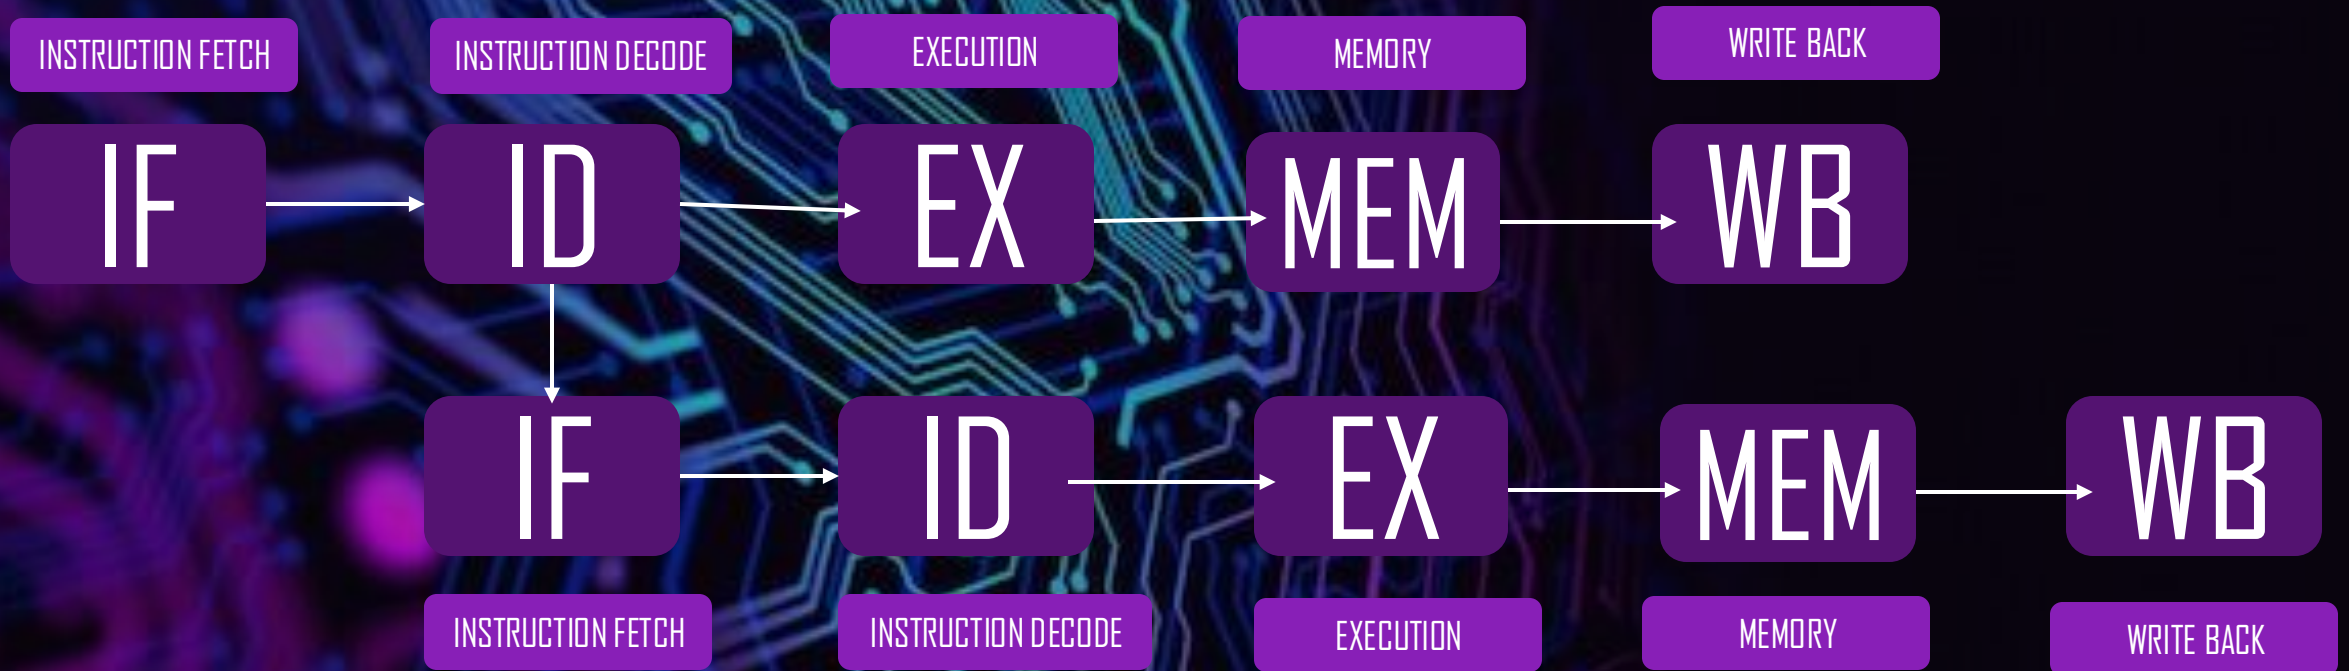 INSTRUCTION FETCH
INSTRUCTION DECODE
EXECUTION
MEMORY
WRITE BACK
IF
ID
EX
MEM
WB
IF
ID
EX
MEM
WB
INSTRUCTION FETCH
INSTRUCTION DECODE
EXECUTION
MEMORY
WRITE BACK